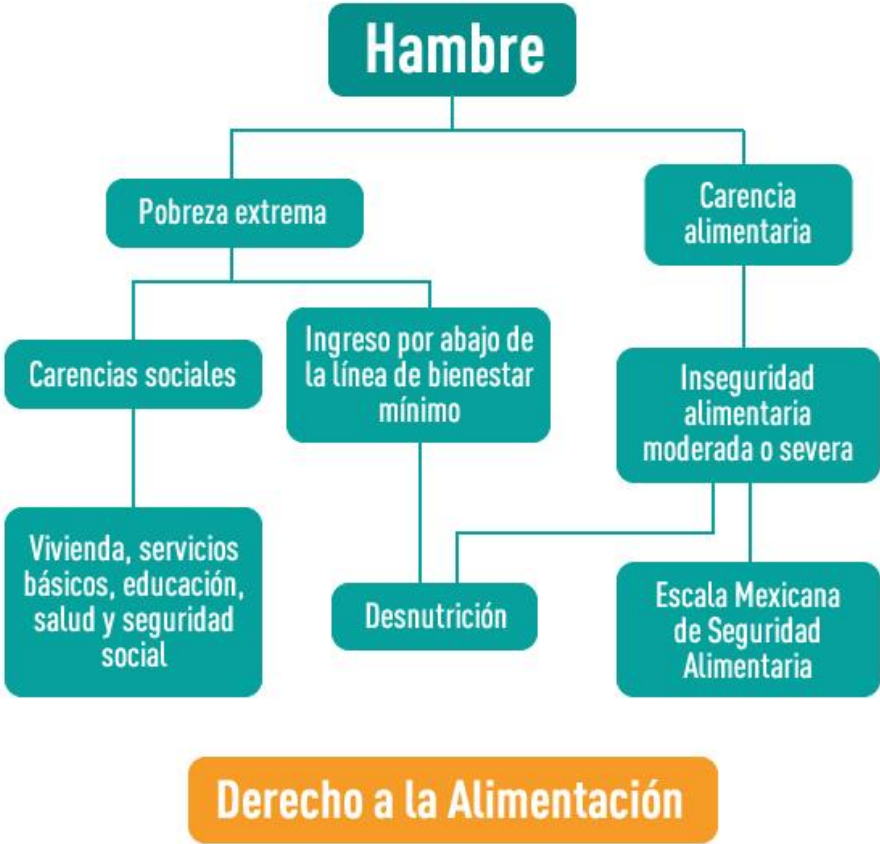 Hambre
Pobreza extrema
Carencia
alimentaria
Carencias sociales
Ingreso por abajo de
la línea de bienestar
mínimo
Inseguridad
alimentaria
moderada o severa
Vivienda, servicios
básicos, educación,
salud y seguridad
social
Desnutrición
Escala Mexicana
de Seguridad
Alimentaria
Derecho a la Alimentación